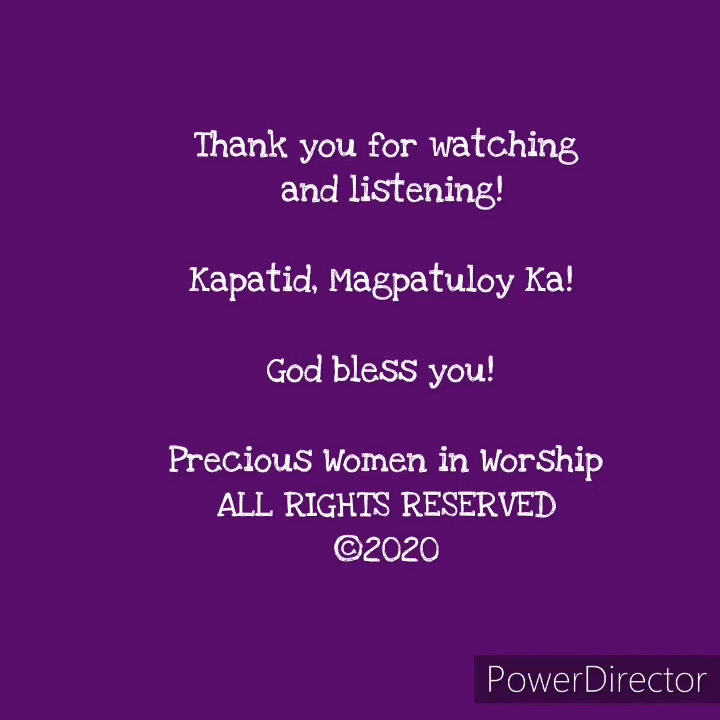 Thank you for watching
and listening!
Kapatid, Magpatuloy Ka!
God bless you!
Precious Women in Worship
ALL RIGHTS RESERVED
©2020
PowerDirector